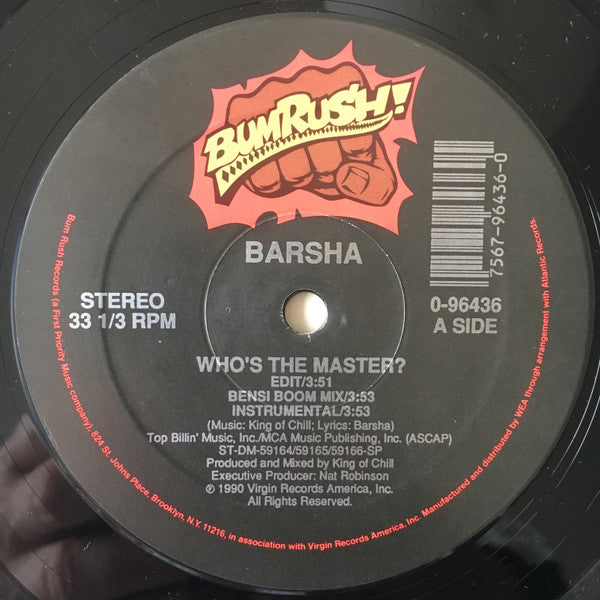 BUMRUSH!
BARSHA
7567-96436-0
STEREO
33 1/3 RPM
0-96436
A SIDE
WHO'S THE MASTER?
EDIT/3:51
BENSI BOOM MIX/3:53
INSTRUMENTAL/3:53
(Music: King of Chill; Lyrics: Barsha)
Top Billin' Music, Inc./MCA Music Publishing, Inc. (ASCAP)
ST-DM-59164/59165/59166-SP
Produced and Mixed by King of Chill
Executive Producer: Nat Robinson
℗ 1990 Virgin Records America, Inc.
All Rights Reserved.
Bum Rush Records (a First Priority Music company), 624 St. Johns Place, Brooklyn, N.Y. 11216, in association with Virgin Records America, Inc. Manufactured and distributed by WEA through arrangement with Atlantic Records.